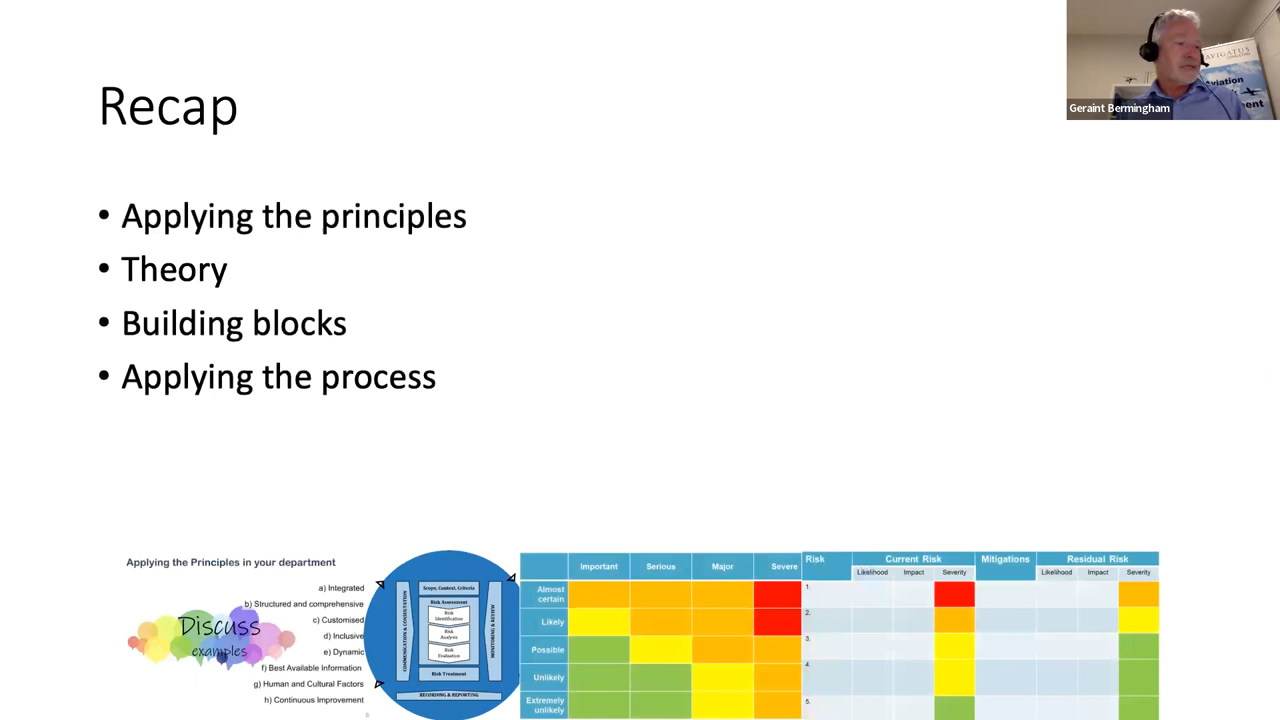 Recap
• Applying the principles
• Theory
• Building blocks
• Applying the process
Geraint Bermingham
AVIGATUS
Aviation
ent
Applying the Principles in your department
a) Integrated
b) Structured and comprehensive
c) Customised
d) Inclusive
e) Dynamic
f) Best Available Information
g) Human and Cultural Factors
h) Continuous Improvement
Discuss
examples
8
Scope, Context, Criteria
Risk Assessment
Risk
Identification
Risk
Analysis
Risk
Evaluation
Risk Treatment
COMMUNICATION & CONSULTATION
MONITORING & REVIEW
RECORDING & REPORTING
Important Serious Major Severe
Almost
certain
Likely
Possible
Unlikely
Extremely
unlikely
Risk Current Risk Mitigations Residual Risk
Likelihood Impact Severity Likelihood Impact Severity
1.
2.
3.
4.
5.